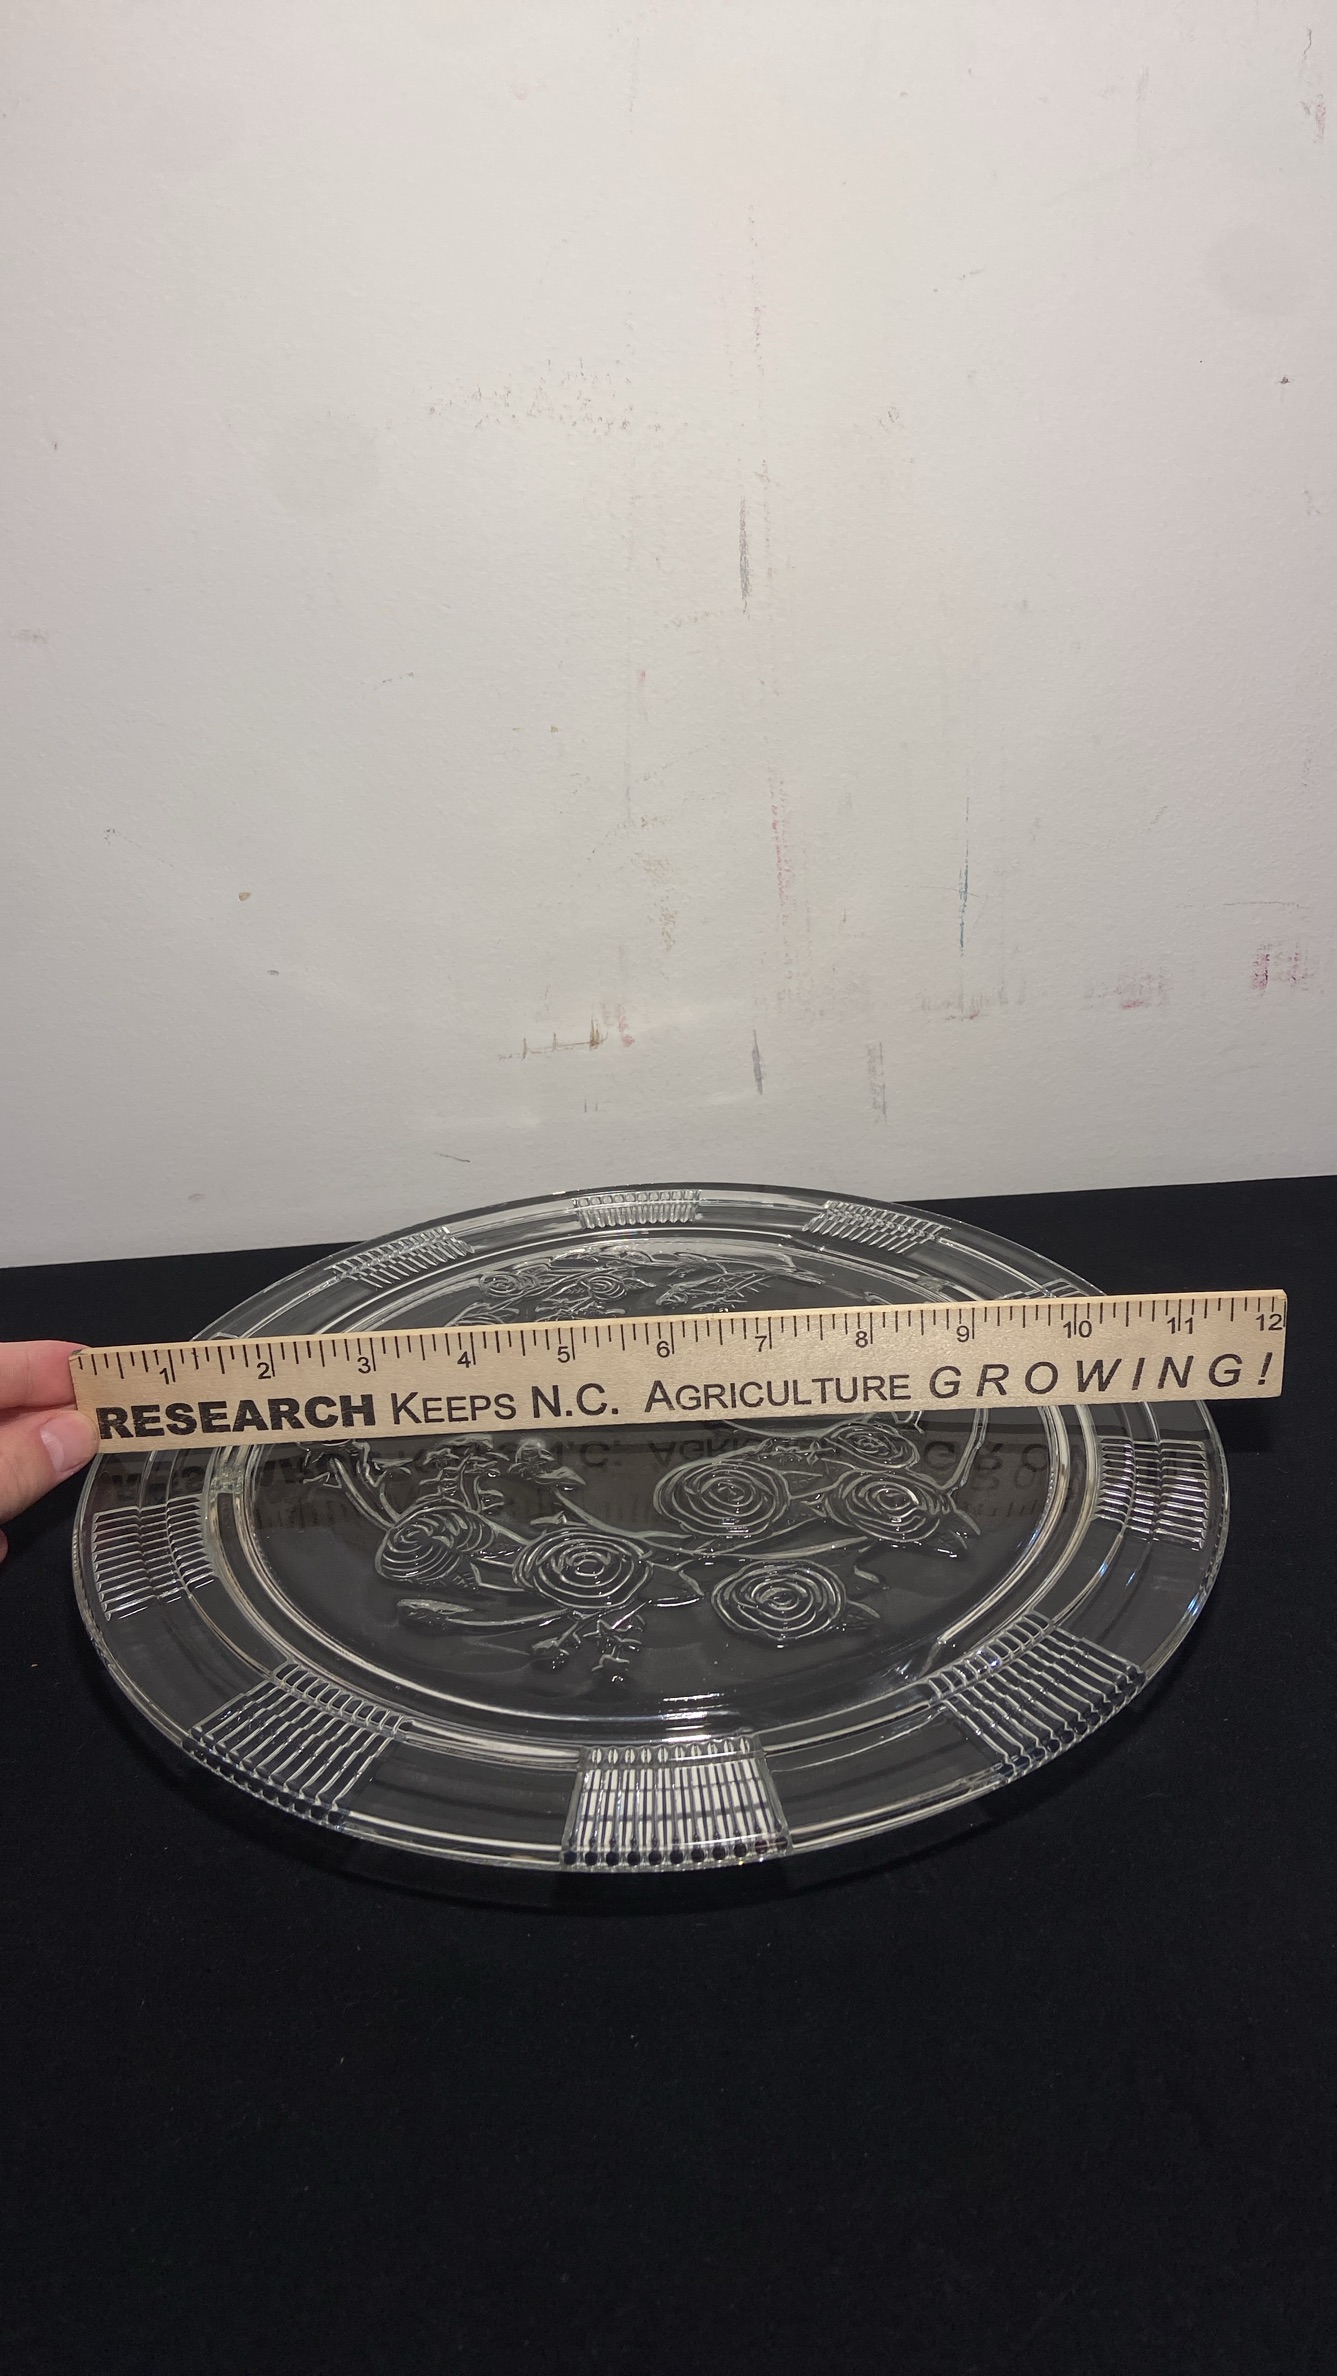 1 2 3 4 5 6 7 8 9 10 11 12
RESEARCH KEEPS N.C. AGRICULTURE GROWING!